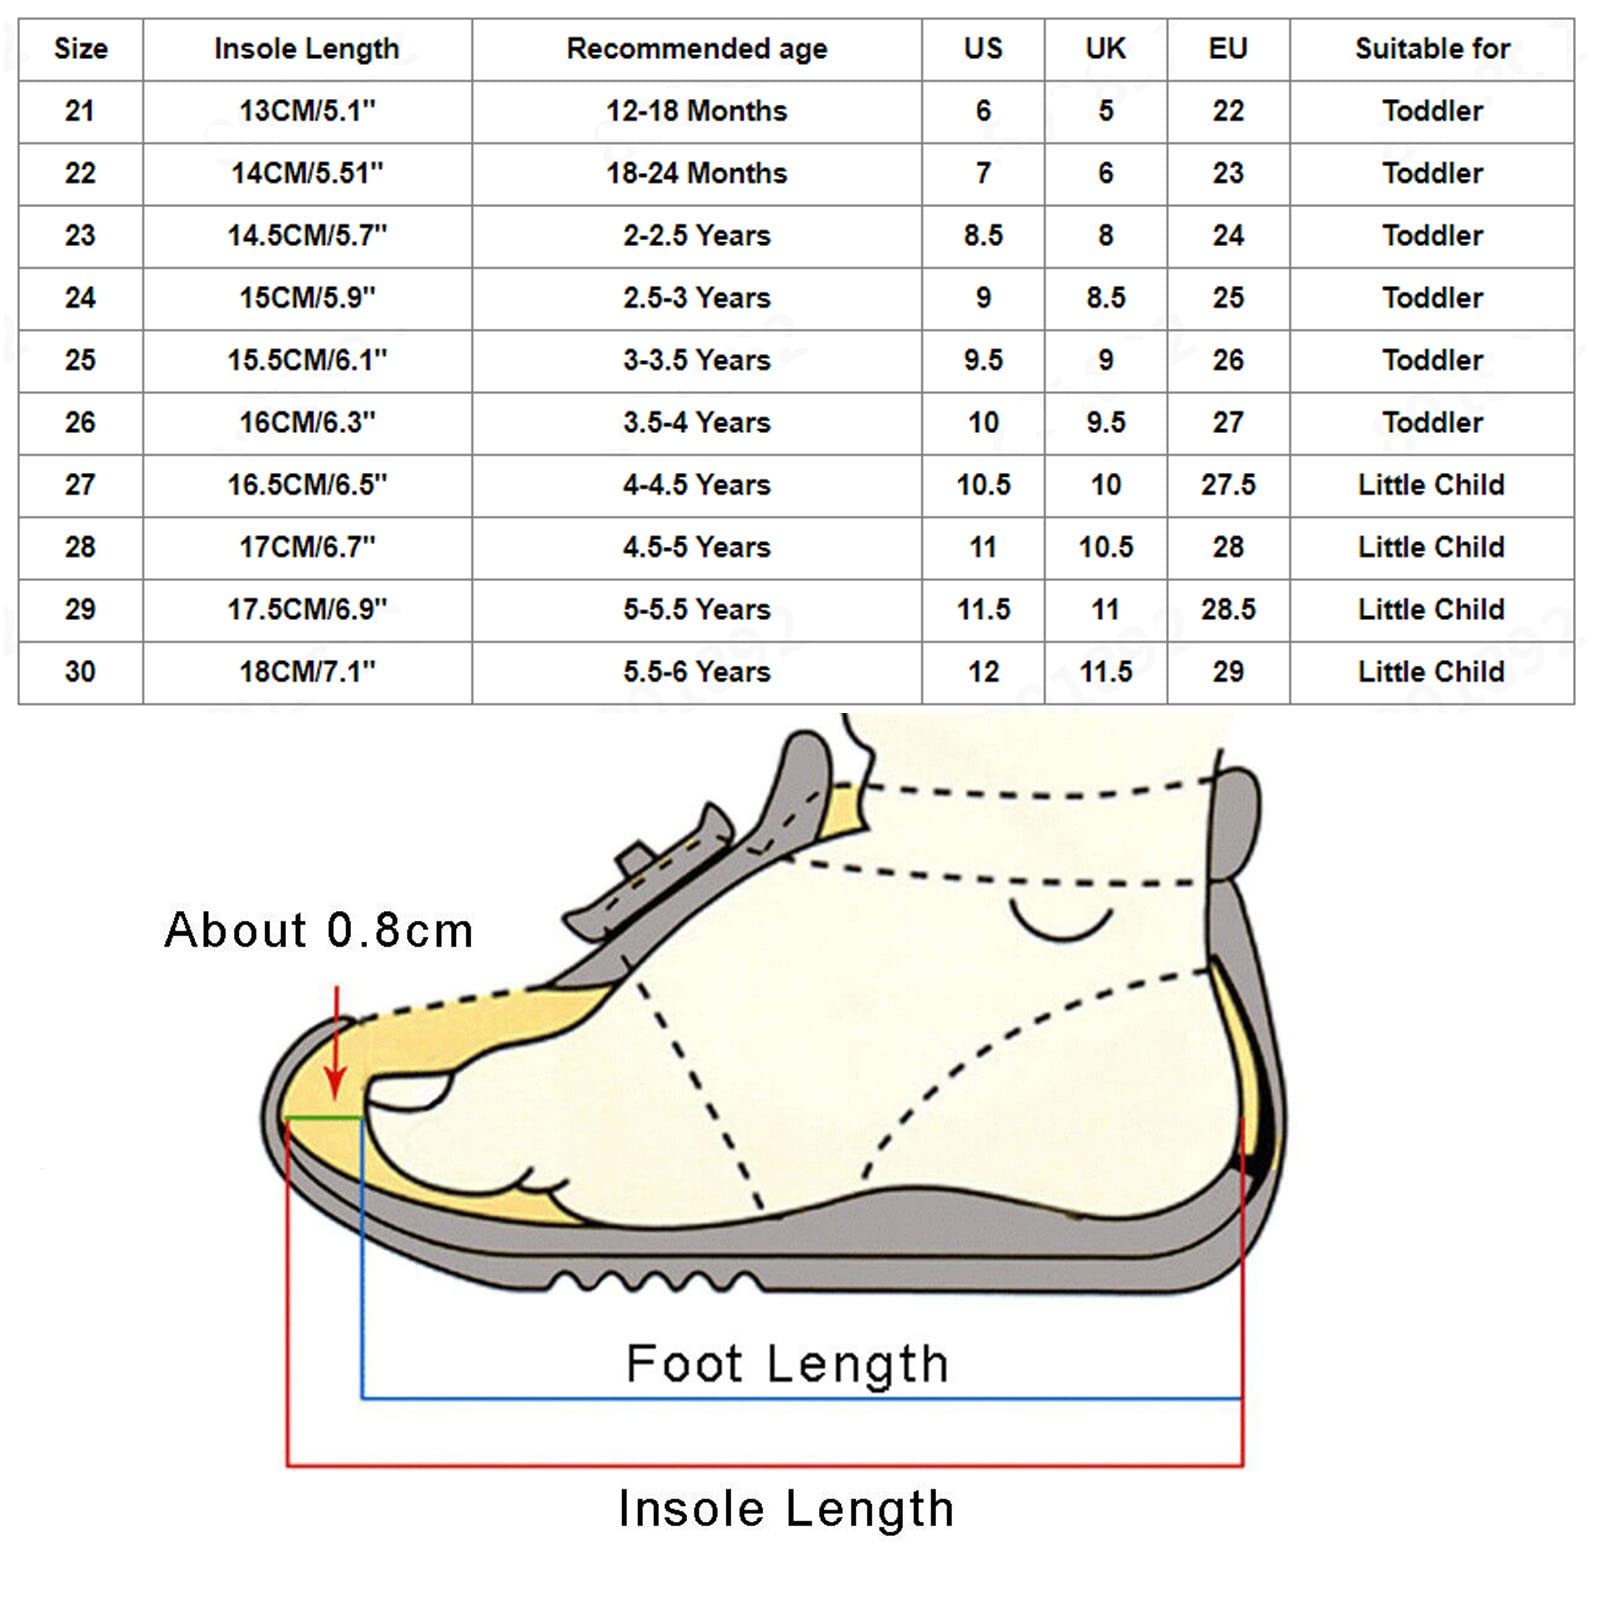 Size Insole Length Recommended age US UK EU Suitable for
21 13CM/5.1" 12-18 Months 6 5 22 Toddler
22 14CM/5.51" 18-24 Months 7 6 23 Toddler
23 14.5CM/5.7" 2-2.5 Years 8.5 8 24 Toddler
24 15CM/5.9" 2.5-3 Years 9 8.5 25 Toddler
25 15.5CM/6.1" 3-3.5 Years 9.5 9 26 Toddler
26 16CM/6.3" 3.5-4 Years 10 9.5 27 Toddler
27 16.5CM/6.5" 4-4.5 Years 10.5 10 27.5 Little Child
28 17CM/6.7" 4.5-5 Years 11 10.5 28 Little Child
29 17.5CM/6.9" 5-5.5 Years 11.5 11 28.5 Little Child
30 18CM/7.1" 5.5-6 Years 12 11.5 29 Little Child
About 0.8cm
Foot Length
Insole Length